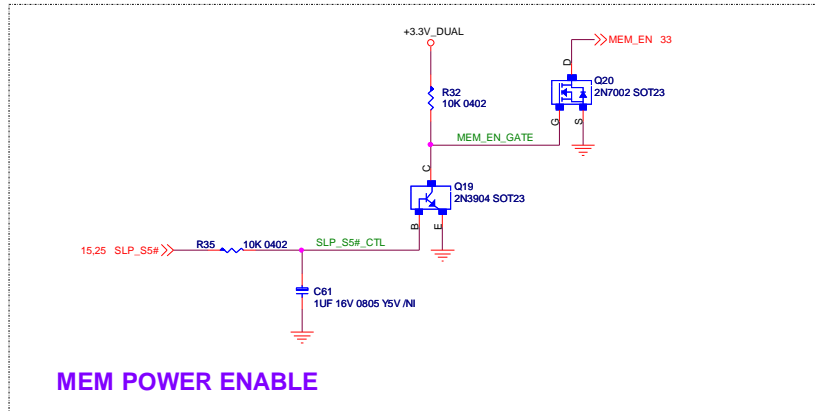 +3.3V_DUAL
MEM_EN 33
D
Q20
2N7002 SOT23
R32
10K 0402
G
S
MEM_EN_GATE
C
Q19
2N3904 SOT23
B
E
15,25 SLP_S5#
R35
10K 0402
SLP_S5#_CTL
C61
1UF 16V 0805 Y5V /NI
MEM POWER ENABLE